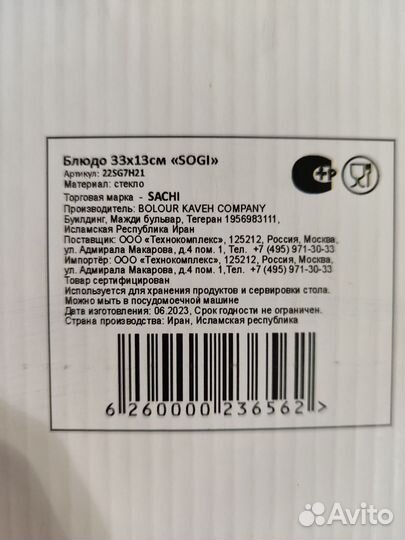 Блюдо 33х13см «SOGI»
Артикул: 22SG7H21
Материал: стекло
Торговая марка - SACHI
Производитель: BOLOUR KAVEH COMPANY
Буилдинг, Мажди бульвар, Тегеран 1956983111,
Исламская Республика Иран
Поставщик: ООО «Технокомплекс», 125212, Россия, Москва,
ул. Адмирала Макарова, д.4 пом. 1, Тел. +7 (495) 971-30-33
Импортёр: ООО «Технокомплекс», 125212, Россия, Москва,
ул. Адмирала Макарова, д.4 пом. 1,Тел. +7 (495) 971-30-33
Товар сертифицирован
Используется для хранения продуктов и сервировки стола.
Можно мыть в посудомоечной машине
Дата изготовления: 06.2023, Срок годности не ограничен.
Страна производства: Иран, Исламская республика
6 260000 236562 >
Avito